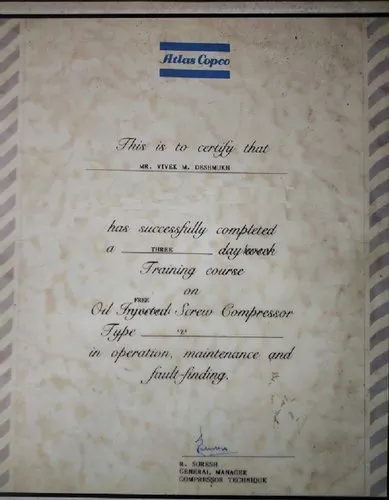 Atlas Copco
This is to certify that
MR. VIVEK M. DESHMUKH
has successfully completed
a THREE day/week
Training course
on
FREE
Oil Injected Screw Compressor
Type "Z"
in operation, maintenance and
fault-finding.
R. SURESH
GENERAL MANAGER
COMPRESSOR TECHNIQUE